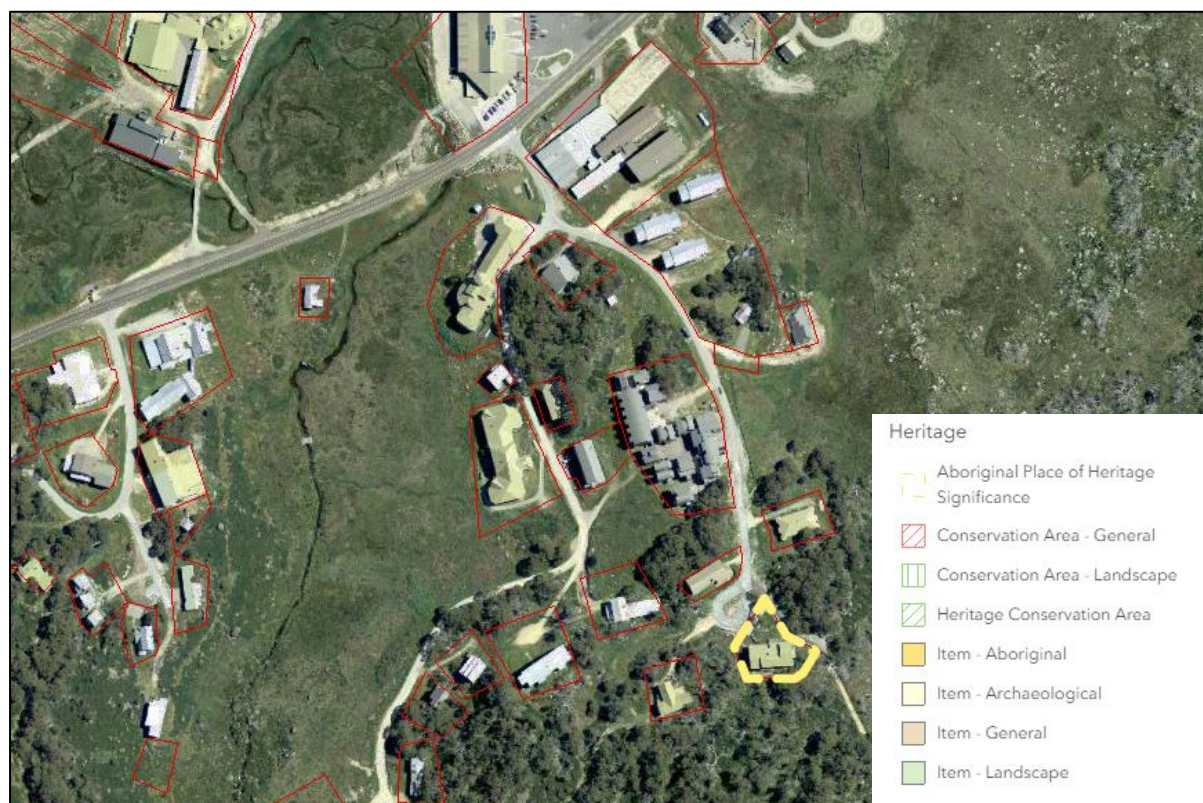 Heritage
Aboriginal Place of Heritage
Significance
Conservation Area - General
Conservation Area - Landscape
Heritage Conservation Area
Item - Aboriginal
Item - Archaeological
Item - General
Item - Landscape